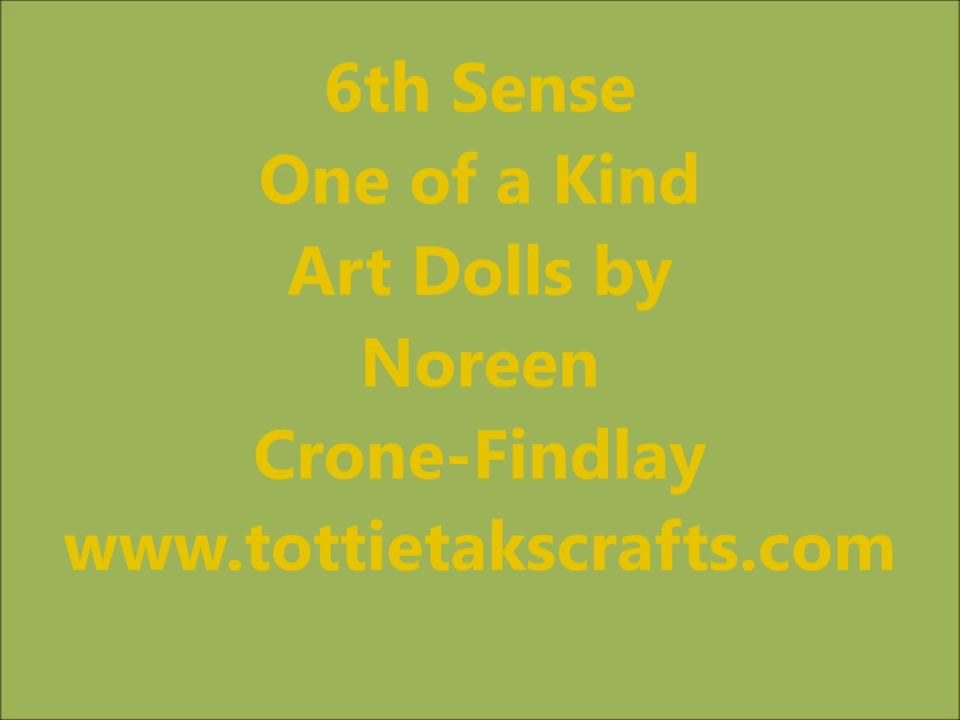 6th Sense
One of a Kind
Art Dolls by
Noreen
Crone-Findlay
www.tottietakscrafts.com